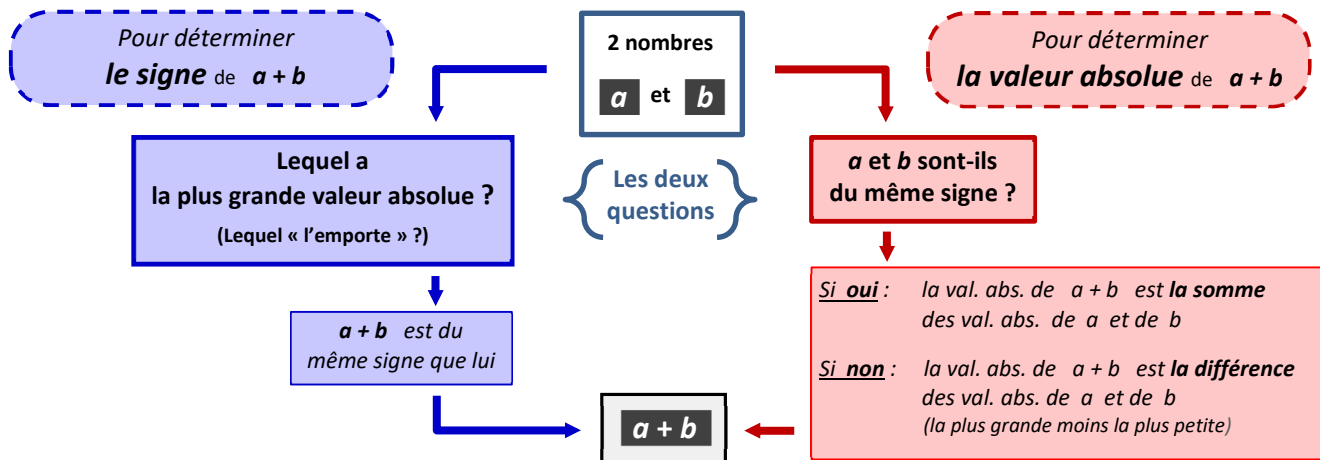 Pour déterminer
le signe de a + b
2 nombres
a et b
Pour déterminer
la valeur absolue de a + b
Lequel a
la plus grande valeur absolue ?
(Lequel « l'emporte » ?)
Les deux
questions
a et b sont-ils
du même signe ?
a + b est du
même signe que lui
Si oui : la val. abs. de a + b est la somme
des val. abs. de a et de b
Si non : la val. abs. de a + b est la différence
des val. abs. de a et de b
(la plus grande moins la plus petite)
a + b